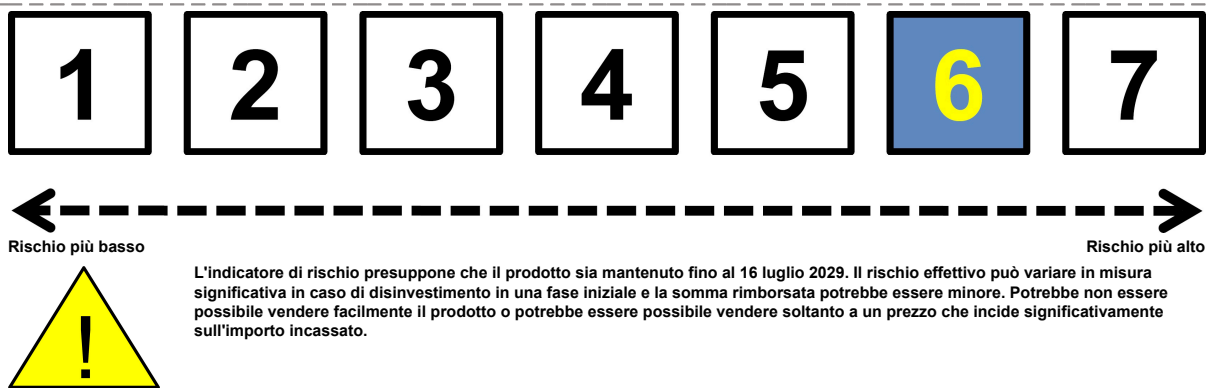 1 2 3 4 5 6 7
Rischio più basso Rischio più alto
L'indicatore di rischio presuppone che il prodotto sia mantenuto fino al 16 luglio 2029. Il rischio effettivo può variare in misura
significativa in caso di disinvestimento in una fase iniziale e la somma rimborsata potrebbe essere minore. Potrebbe non essere
possibile vendere facilmente il prodotto o potrebbe essere possibile vendere soltanto a un prezzo che incide significativamente
sull'importo incassato.
!